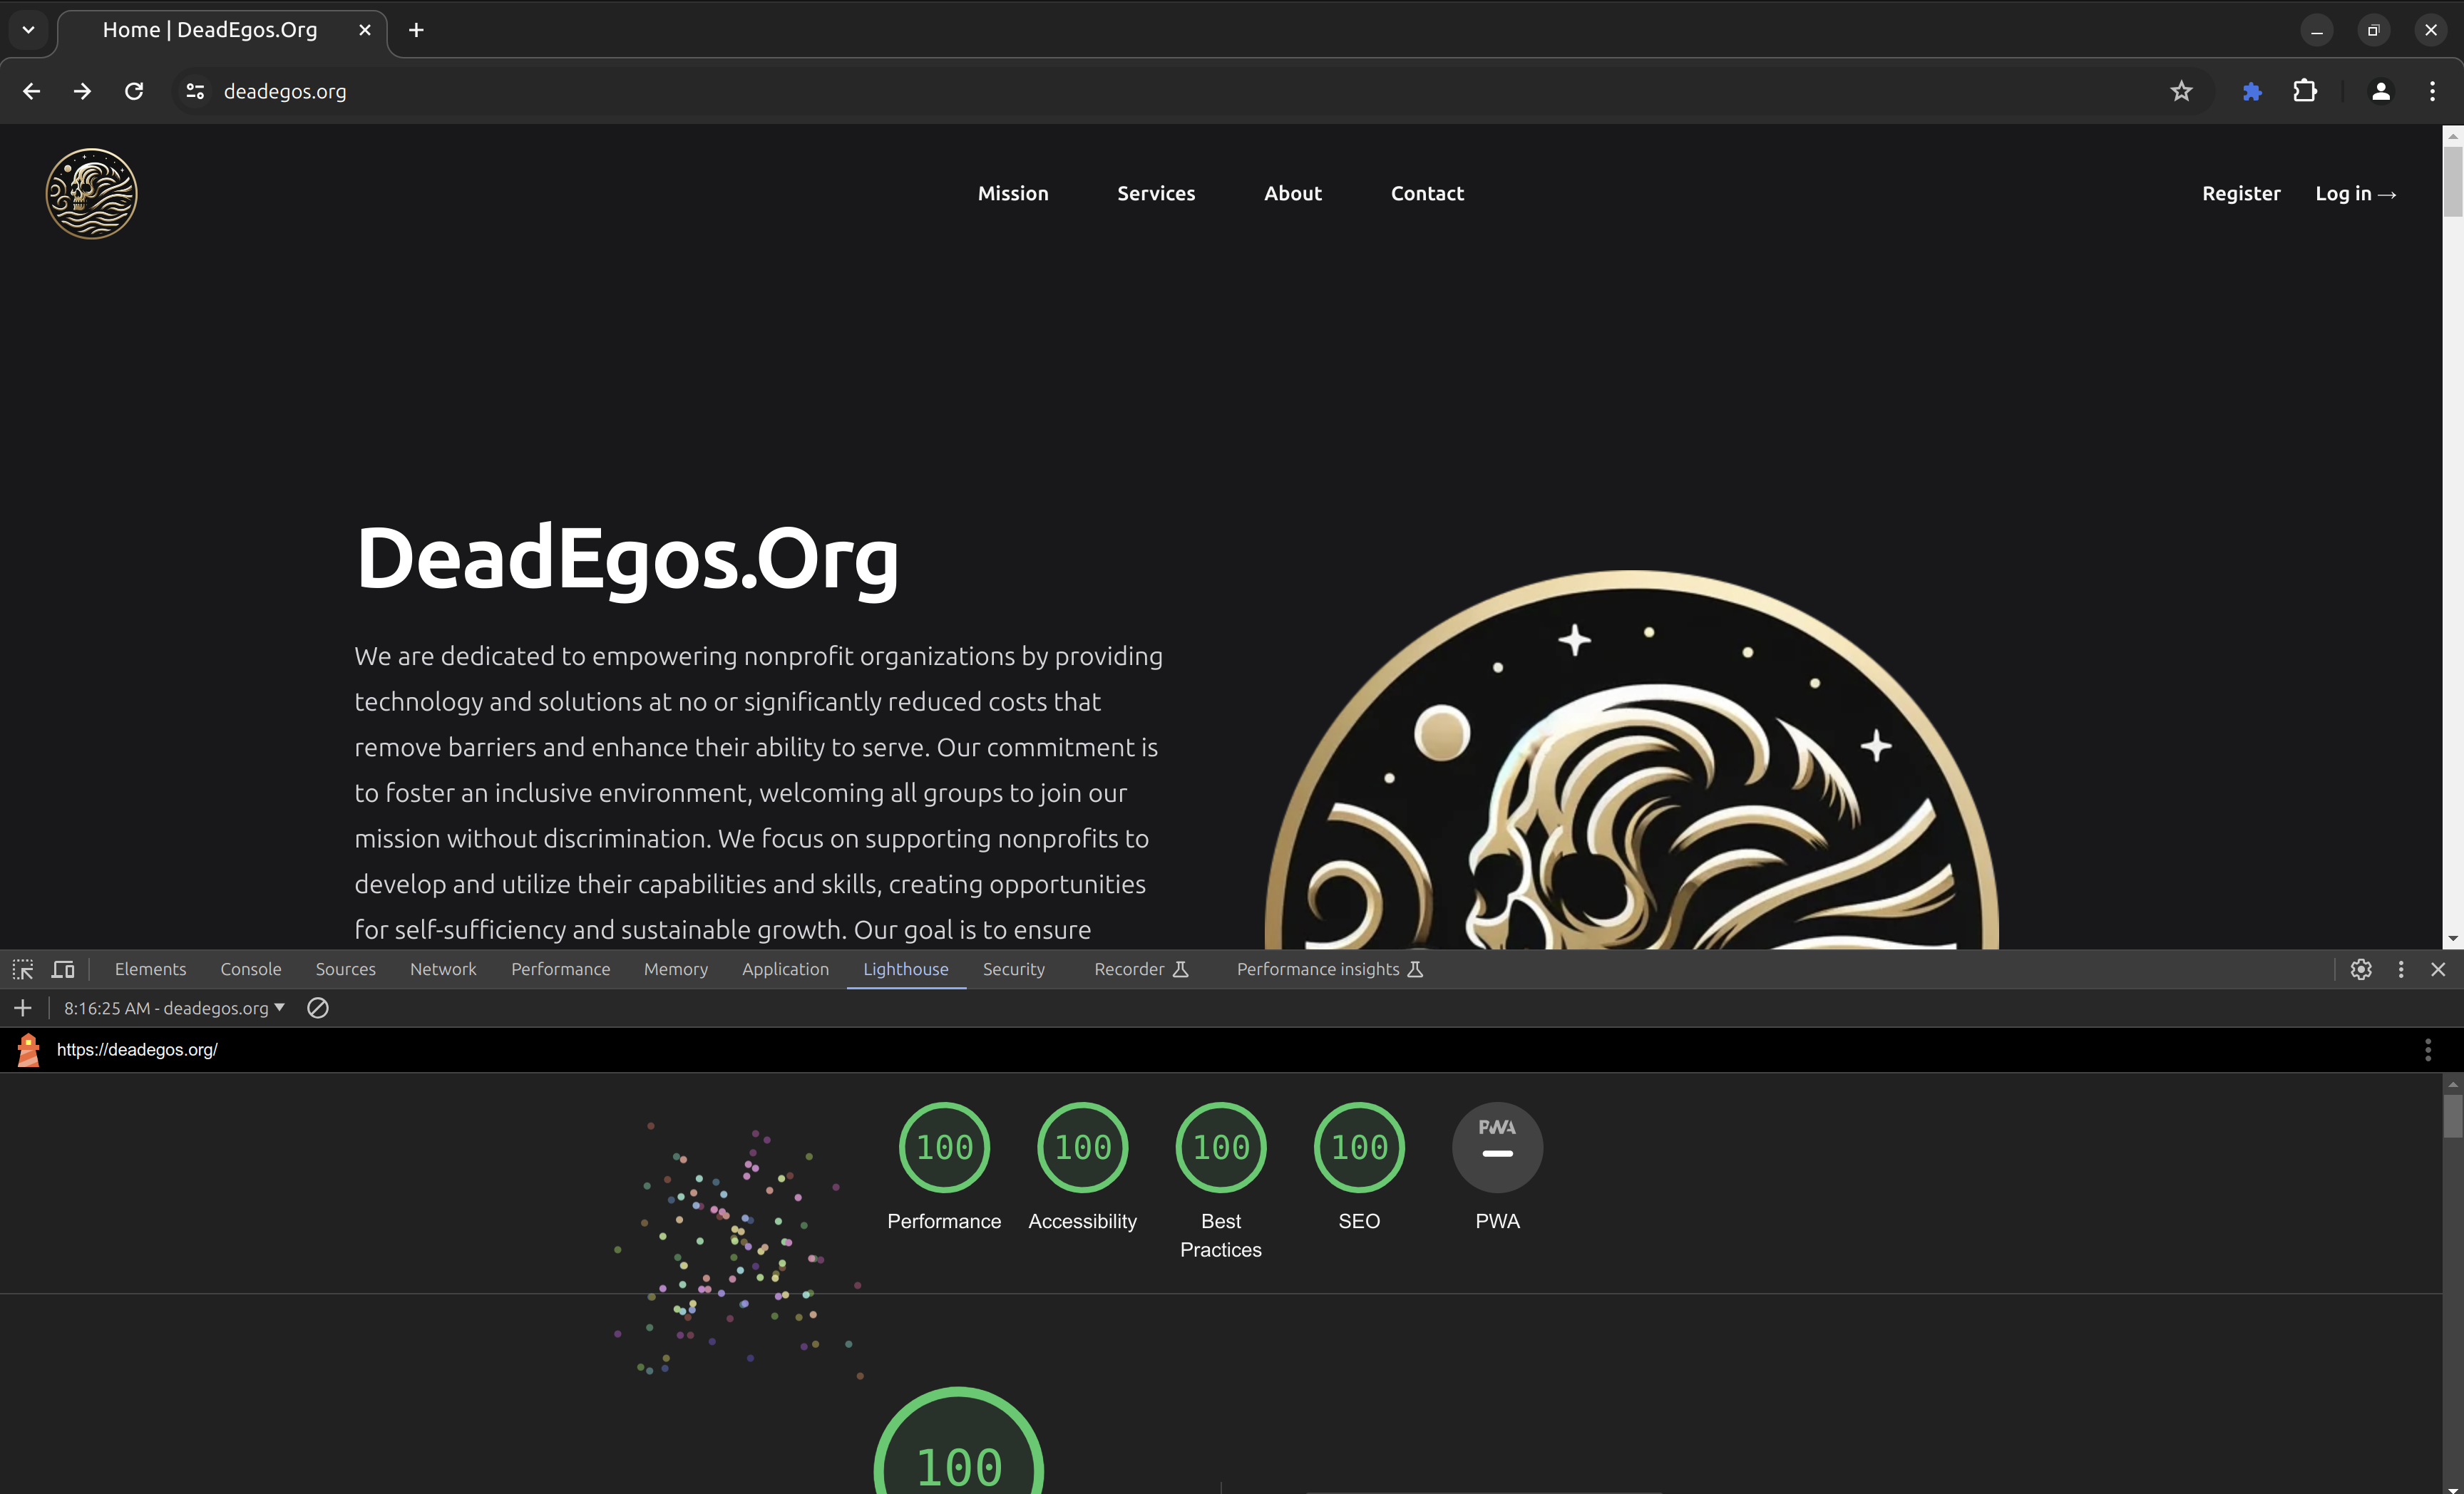 Home | DeadEgos.Org
deadegos.org
Mission Services About Contact Register Log in →
DeadEgos.Org
We are dedicated to empowering nonprofit organizations by providing
technology and solutions at no or significantly reduced costs that
remove barriers and enhance their ability to serve. Our commitment is
to foster an inclusive environment, welcoming all groups to join our
mission without discrimination. We focus on supporting nonprofits to
develop and utilize their capabilities and skills, creating opportunities
for self-sufficiency and sustainable growth. Our goal is to ensure
Elements Console Sources Network Performance Memory Application Lighthouse Security Recorder Performance insights
8:16:25 AM - deadegos.org
https://deadegos.org/
100 100 100 100 PWA
Performance Accessibility Best SEO PWA
Practices
100